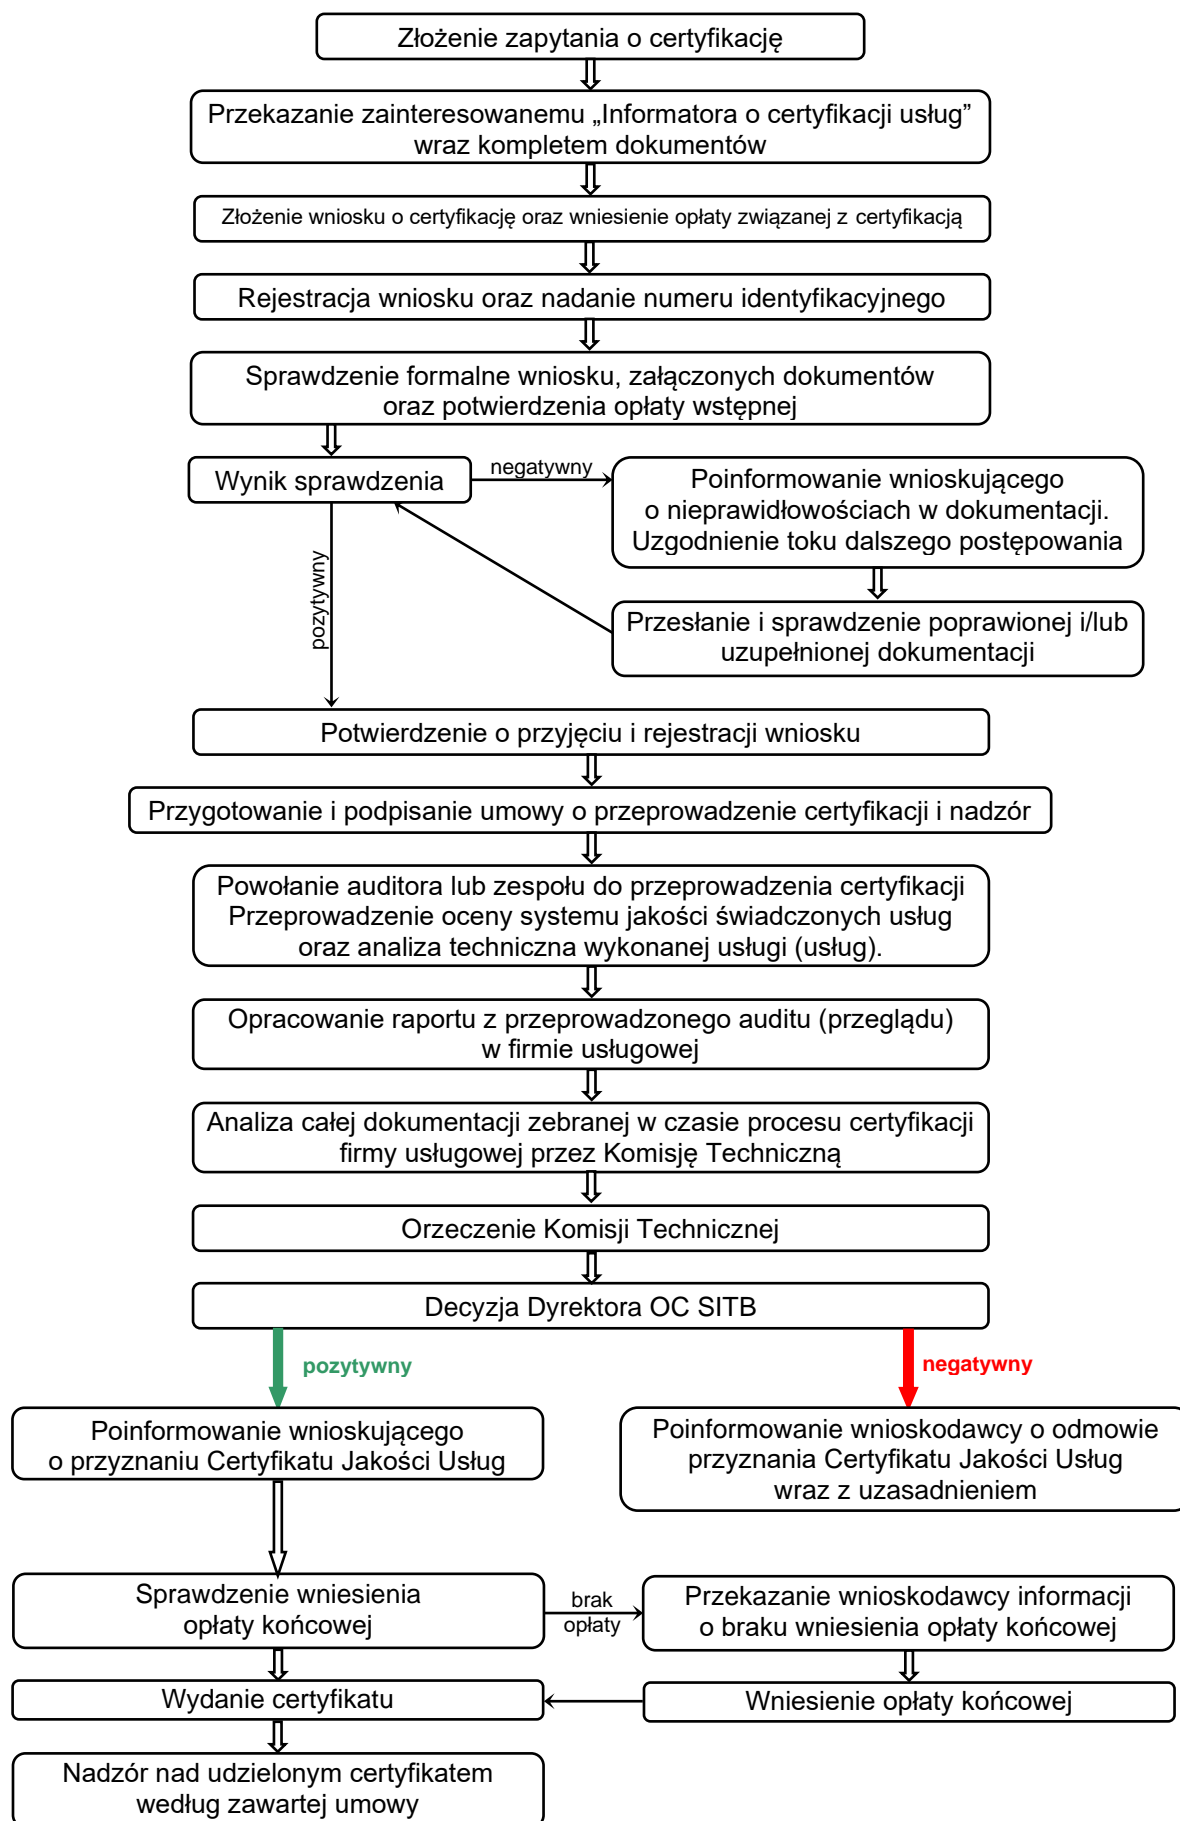 Złożenie zapytania o certyfikację
Przekazanie zainteresowanemu „Informatora o certyfikacji usług”
wraz kompletem dokumentów
Złożenie wniosku o certyfikację oraz wniesienie opłaty związanej z certyfikacją
Rejestracja wniosku oraz nadanie numeru identyfikacyjnego
Sprawdzenie formalne wniosku, załączonych dokumentów
oraz potwierdzenia opłaty wstępnej
Wynik sprawdzenia
negatywny
Poinformowanie wnioskującego
o nieprawidłowościach w dokumentacji.
Uzgodnienie toku dalszego postępowania
pozytywny
Przesłanie i sprawdzenie poprawionej i/lub
uzupełnionej dokumentacji
Potwierdzenie o przyjęciu i rejestracji wniosku
Przygotowanie i podpisanie umowy o przeprowadzenie certyfikacji i nadzór
Powołanie auditora lub zespołu do przeprowadzenia certyfikacji
Przeprowadzenie oceny systemu jakości świadczonych usług
oraz analiza techniczna wykonanej usługi (usług).
Opracowanie raportu z przeprowadzonego auditu (przeglądu)
w firmie usługowej
Analiza całej dokumentacji zebranej w czasie procesu certyfikacji
firmy usługowej przez Komisję Techniczną
Orzeczenie Komisji Technicznej
Decyzja Dyrektora OC SITB
pozytywny
negatywny
Poinformowanie wnioskującego
o przyznaniu Certyfikatu Jakości Usług
Poinformowanie wnioskodawcy o odmowie
przyznania Certyfikatu Jakości Usług
wraz z uzasadnieniem
Sprawdzenie wniesienia
opłaty końcowej
brak
opłaty
Przekazanie wnioskodawcy informacji
o braku wniesienia opłaty końcowej
Wydanie certyfikatu
Wniesienie opłaty końcowej
Nadzór nad udzielonym certyfikatem
według zawartej umowy